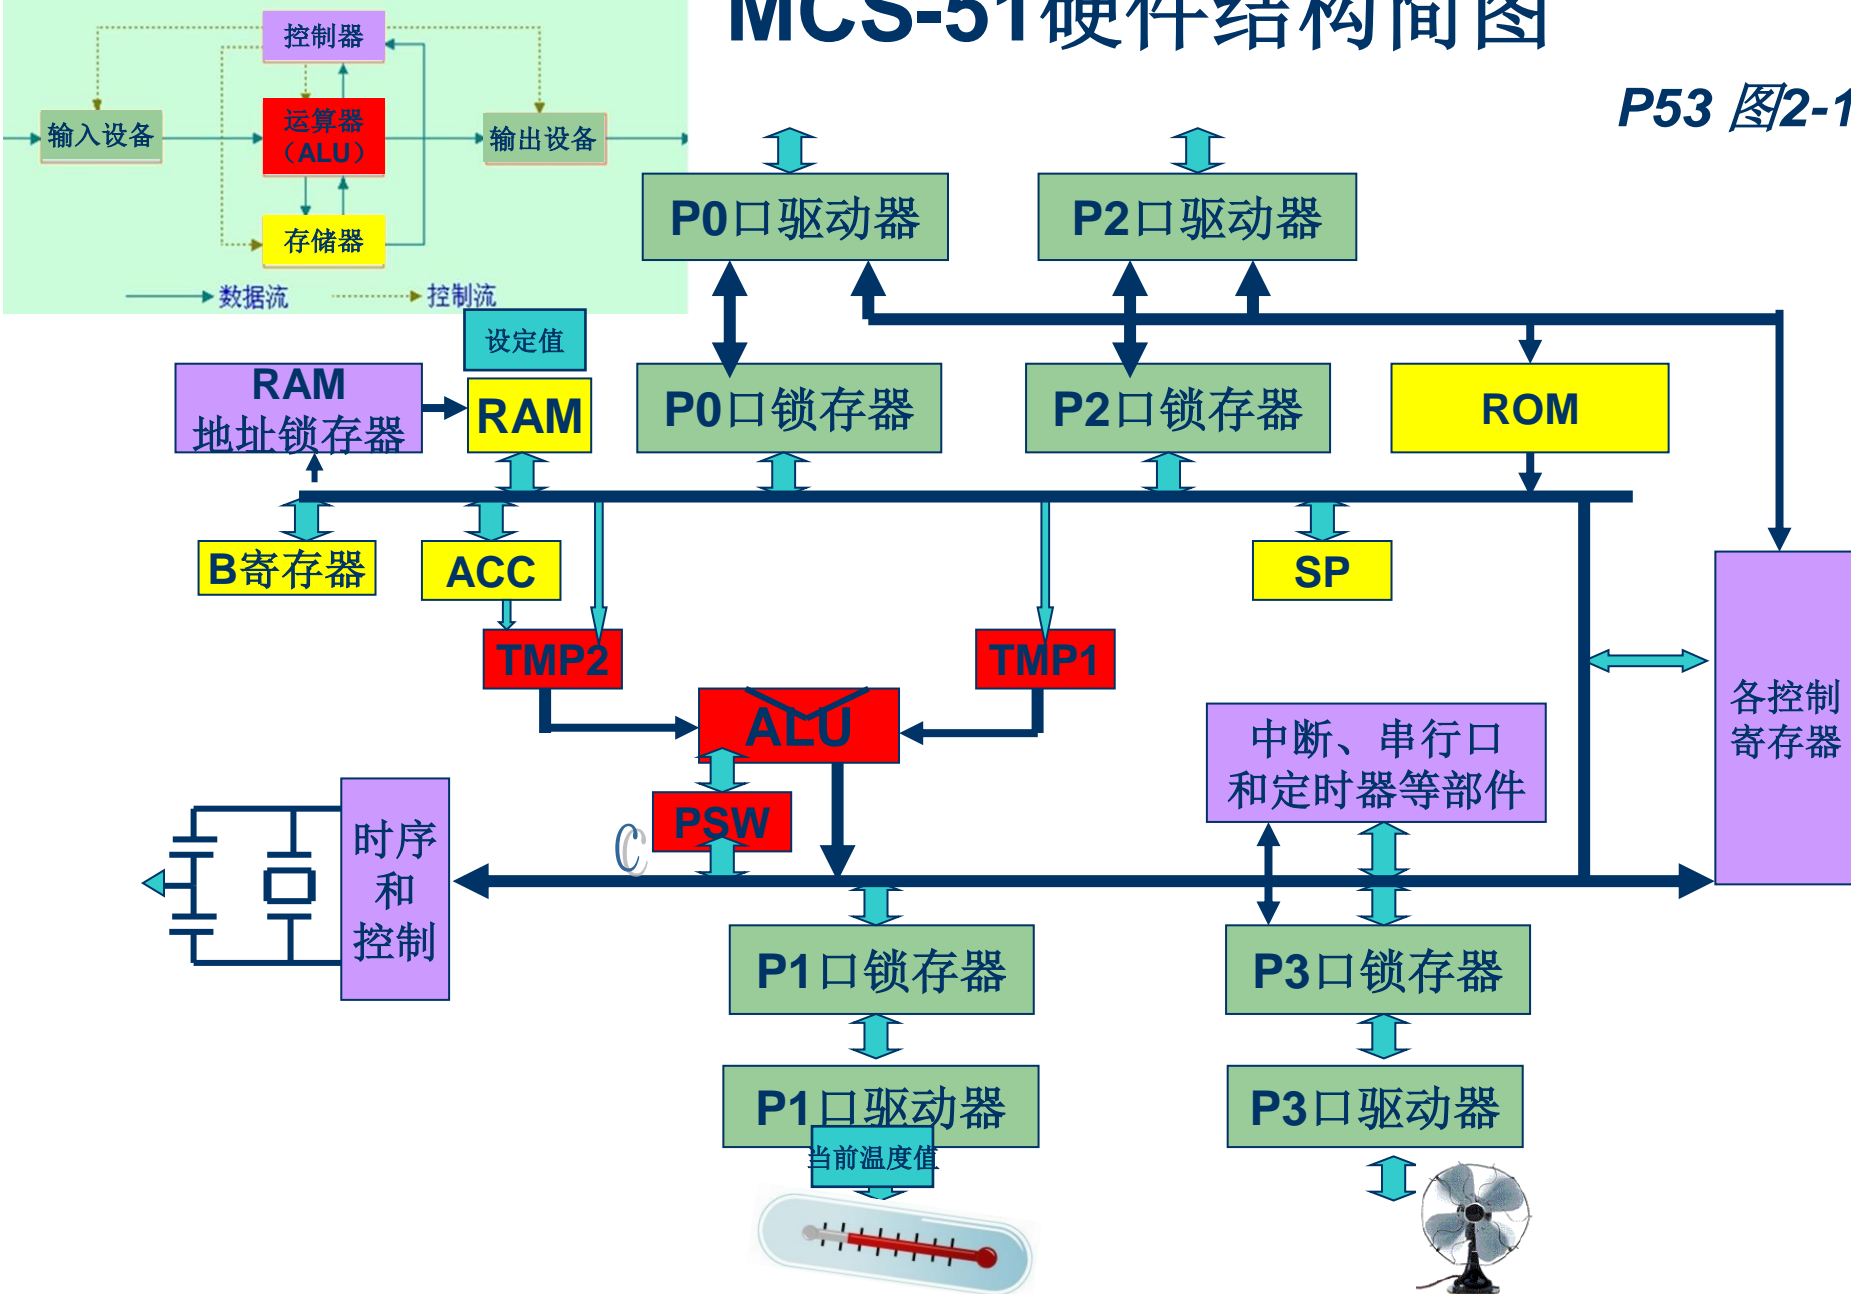 MCS-51硬件结构简图
P53 图2-1
控制器
输入设备
运算器
（ALU）
输出设备
存储器
数据流
控制流
P0口驱动器
P2口驱动器
设定值
RAM
地址锁存器
RAM
P0口锁存器
P2口锁存器
ROM
B寄存器
ACC
SP
TMP2
TMP1
ALU
各控制
寄存器
中断、串行口
和定时器等部件
PSW
C
时序
和
控制
P1口锁存器
P3口锁存器
P1口驱动器
P3口驱动器
当前温度值